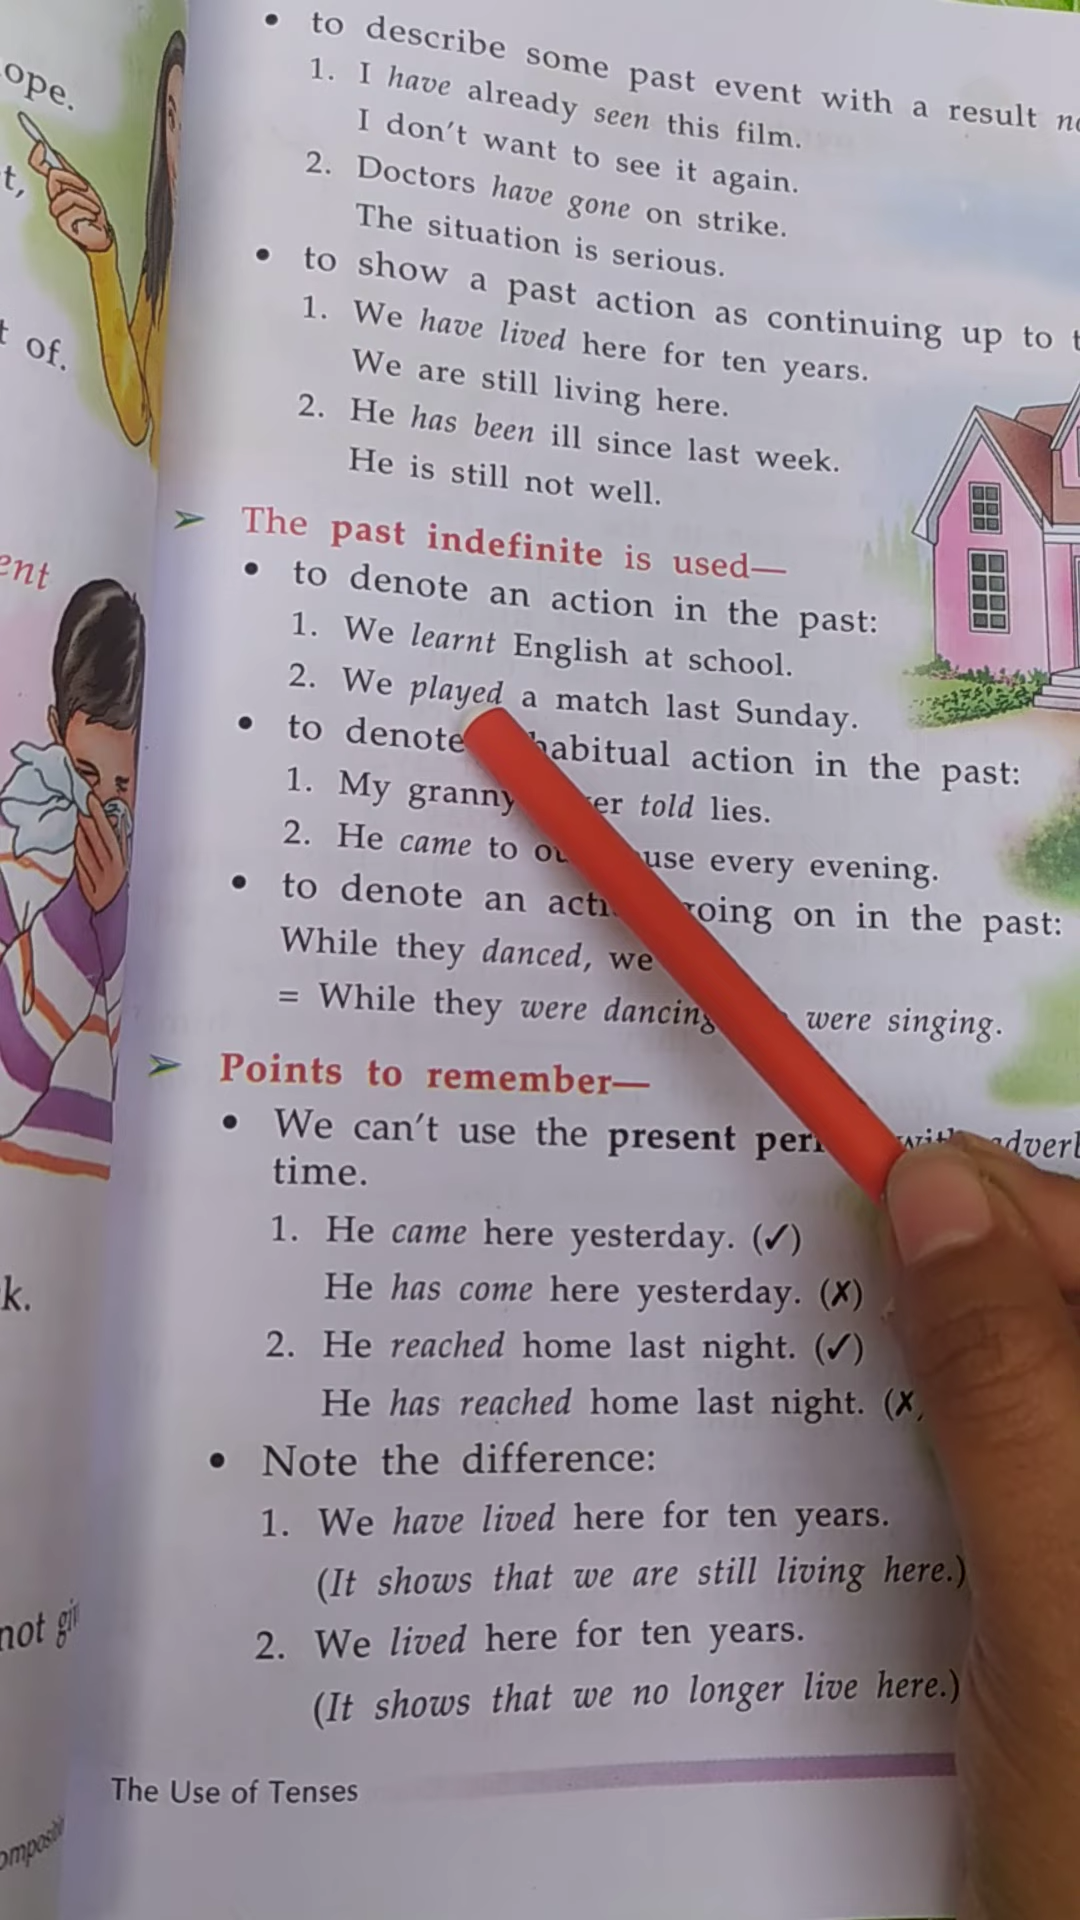 ope.
t,
t of.
ent
k.
not
to describe some past event with a result
1. I have already seen this film.
I don't want to see it again.
2. Doctors have gone on strike.
The situation is serious.
to show a past action as continuing up to
1. We have lived here for ten years.
We are still living here.
2. He has been ill since last week.
He is still not well.
The past indefinite is used—
to denote an action in the past:
1. We learnt English at school.
2. We played a match last Sunday.
to denote habitual action in the past:
1. My granny er told lies.
2. He came to use every evening.
to denote an acti oing on in the past:
While they danced, we
= While they were dancing were singing.
Points to remember—
We can't use the present per adverb
time.
1. He came here yesterday. (✓)
He has come here yesterday. (✗)
2. He reached home last night. (✓)
He has reached home last night. (✗
Note the difference:
1. We have lived here for ten years.
(It shows that we are still living here.)
2. We lived here for ten years.
(It shows that we no longer live here.)
The Use of Tenses